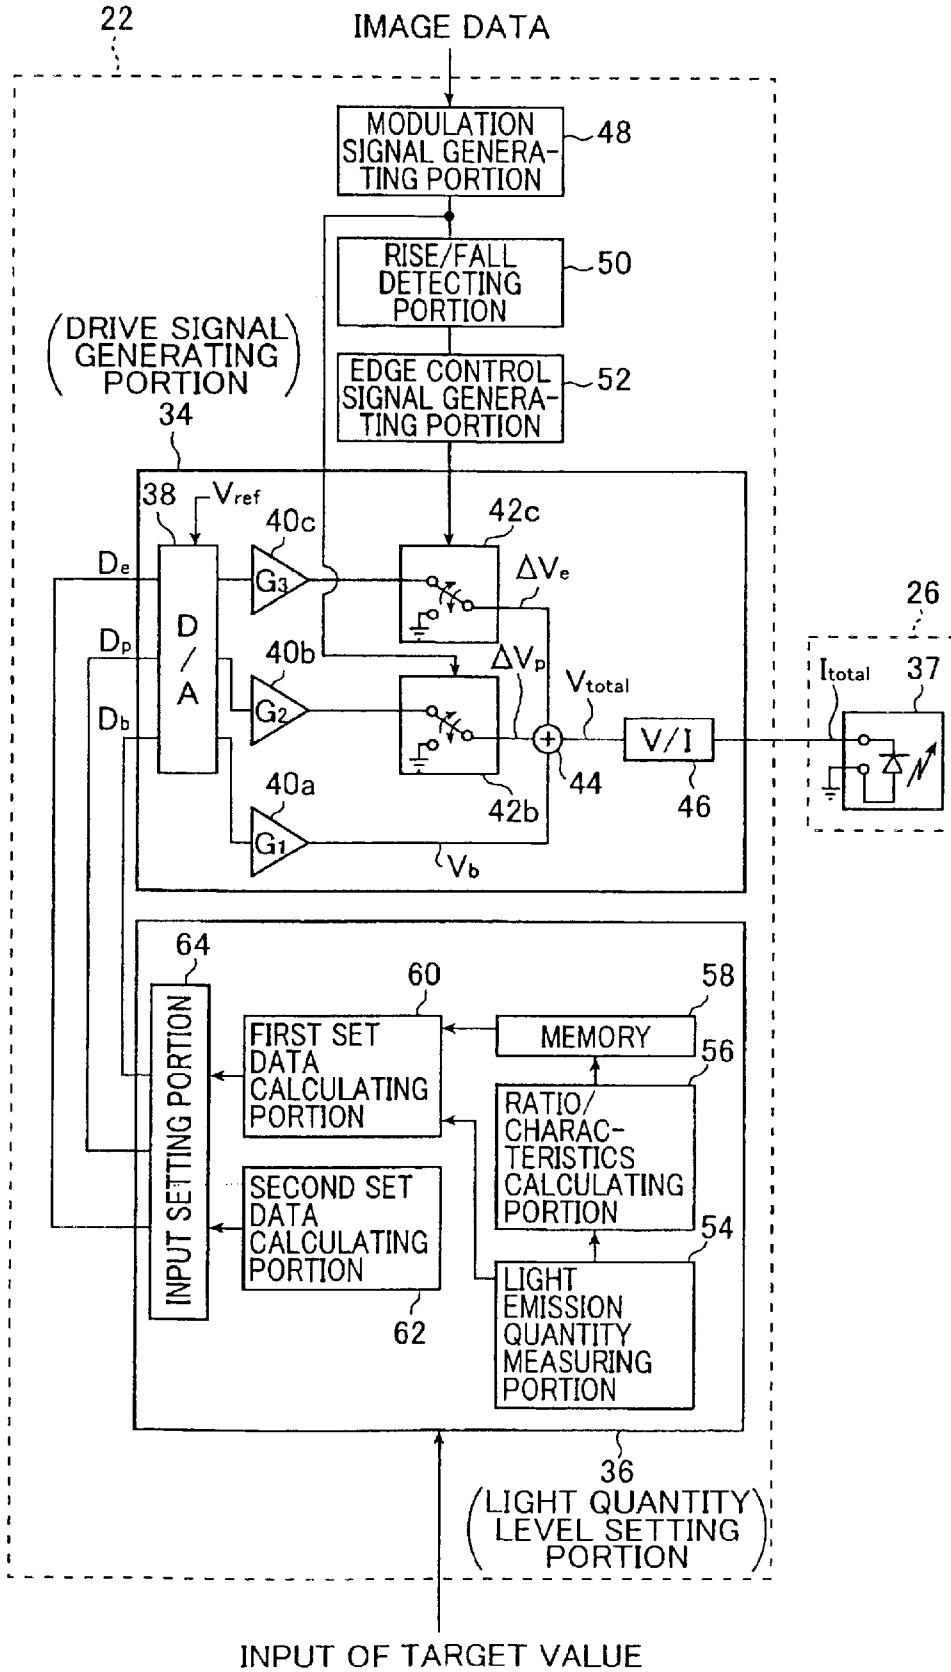 22
IMAGE DATA
MODULATION
SIGNAL GENERA-
TING PORTION
48
RISE/FALL
DETECTING
PORTION
50
(DRIVE SIGNAL
GENERATING
PORTION)
34
EDGE CONTROL
SIGNAL GENERA-
TING PORTION
52
38
Vref
40c
42c
De
G3
ΔVe
D/A
26
Dp
40b
ΔVp
Vtotal
Itotal
37
Db
G2
+
44
V/I
46
40a
42b
G1
Vb
64
60
58
INPUT SETTING PORTION
FIRST SET
DATA
CALCULATING
PORTION
MEMORY
56
RATIO/
CHARAC-
TERISTICS
CALCULATING
PORTION
SECOND SET
DATA
CALCULATING
PORTION
62
54
LIGHT
EMISSION
QUANTITY
MEASURING
PORTION
36
(LIGHT QUANTITY
LEVEL SETTING
PORTION)
INPUT OF TARGET VALUE